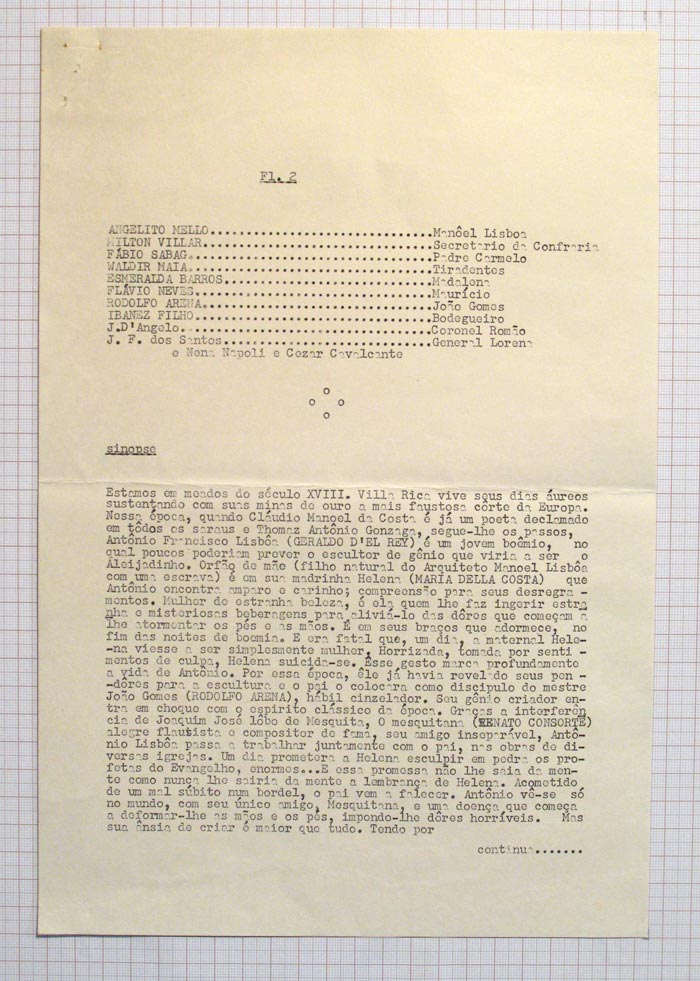 Fl. 2
ANGELITO MELLO..............................Manôel Lisboa
WILTON VILLAR...............................Secretario da Confraria
FÁBIO SABAG.................................Padre Carmelo
WALDIR MAIA.................................Tiradentes
ESMERALDA BARROS............................Madalena
FLÁVIO NEVES................................Maurício
RODOLFO ARENA...............................João Gomes
IBANEZ FILHO................................Bodegueiro
J.D'Angelo..................................Coronel Romão
J. F. dos Santos............................General Lorena
e Nena Napoli e Cezar Cavalcante
o
o o
o
sinopse
Estamos em meados do século XVIII. Villa Rica vive seus dias áureos
sustentando com suas minas de ouro a mais faustosa côrte da Europa.
Nessa época, quando Cláudio Manoel da Costa é já um poeta declamado
em tôdos os saraus e Thomaz Antônio Gonzaga, segue-lhe os passos,
Antônio Francisco Lisbôa (GERALDO D'EL REY) é um jovem boêmio, no
qual poucos poderiam prever o escultor de gênio que viria a ser o
Aleijadinho. Orfão de mãe (filho natural do Arquiteto Manoel Lisbôa
com uma escrava) é em sua madrinha Helena (MARIA DELLA COSTA) que
Antônio encontra amparo e carinho; compreensão para seus desregra-
mentos. Mulher de estranha beleza, é ela quem lhe faz ingerir estra
nha e misteriosas beberagens para aliviá-lo das dôres que começam a
lhe atormentar os pés e as mãos. É em seus braços que adormece, no
fim das noites de boemia. E era fatal que, um dia, a maternal Hele-
-na viesse a ser simplesmente mulher. Horrizada, tomada por senti-
mentos de culpa, Helena suicida-se. Êsse gesto marca profundamente
a vida de Antônio. Por essa época, êle já havia revelado seus pen-
-dôres para a escultura e o pai o colocara como discipulo do mestre
João Gomes (RODOLFO ARENA), hábil cinzelador. Seu gênio criador en-
tra em choque com o espirito clássico da época. Graças a interferên
cia de Joaquim José lôbo de Mesquita, O mesquitana (RENATO CONSORTE)
alegre flautista e compositor de fama, seu amigo inseparável, Antô-
nio Lisbôa passa a trabalhar juntamente com o pai, nas obras de di-
versas igrejas. Um dia prometera a Helena esculpir em pedra os pro-
fetas do Evangelho, enormes...E essa promessa não lhe saia da men-
te como nunca lhe sairia da mente a lembrança de Helena. Acometido
de um mal súbito num bordel, o pai vem a falecer. Antônio vê-se só
no mundo, com seu único amigo, Mesquitana, e uma doença que começa
a deformar-lhe as mãos e os pés, impondo-lhe dôres horríveis. Mas
sua ânsia de criar é maior que tudo. Tendo por
continua.......